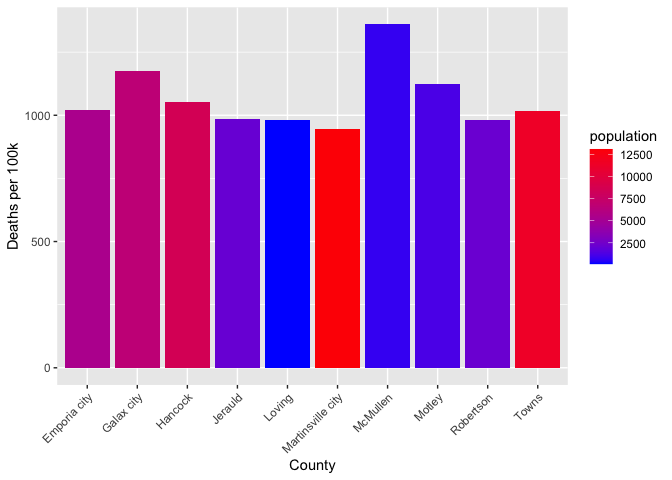 Deaths per 100k
1000
500
0
Emporia city
Galax city
Hancock
Jerauld
Loving
Martinsville city
McMullen
Motley
Robertson
Towns
County
population
12500
10000
7500
5000
2500